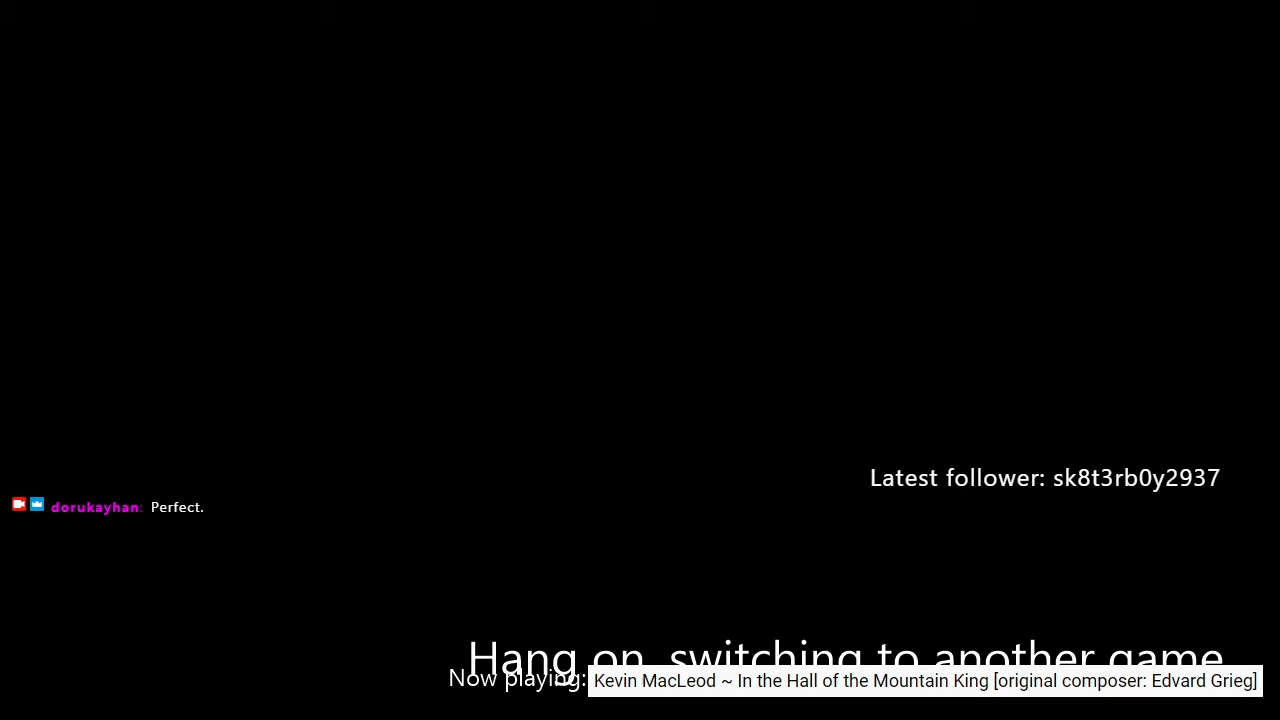 Latest follower: sk8t3rb0y2937
dorukayhan: Perfect.
Hang on, switching to another game
Now playing: Kevin MacLeod ~ In the Hall of the Mountain King [original composer: Edvard Grieg]